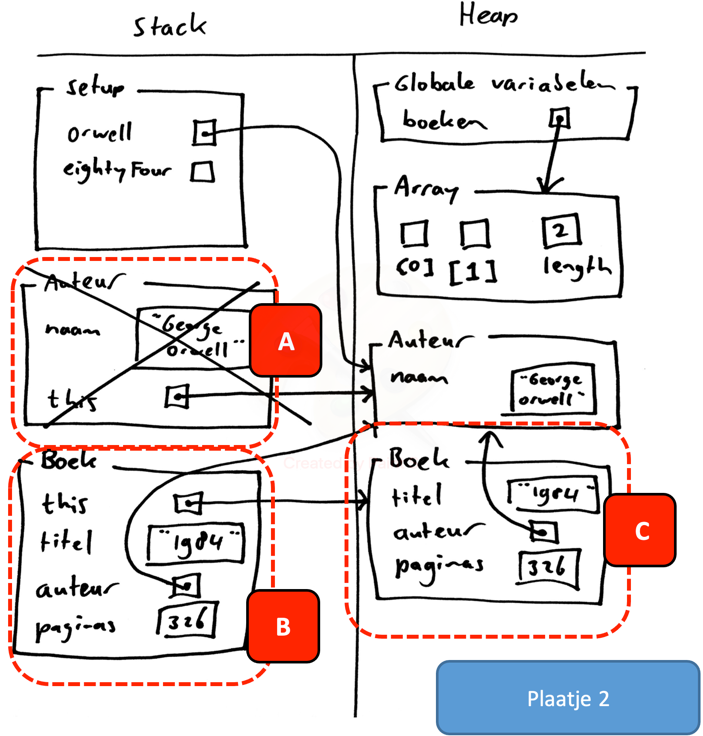 Stack
Heap
setup
orwell
eightyFour
Globale variabelen
boeken
Array
2
[0] [1] length
Auteur
naam "George
orwell"
this
A
Auteur
naam "George
orwell"
Boek
this
titel "1984"
auteur
paginas 326
B
Boek
titel "1984"
auteur
paginas 326
C
Plaatje 2